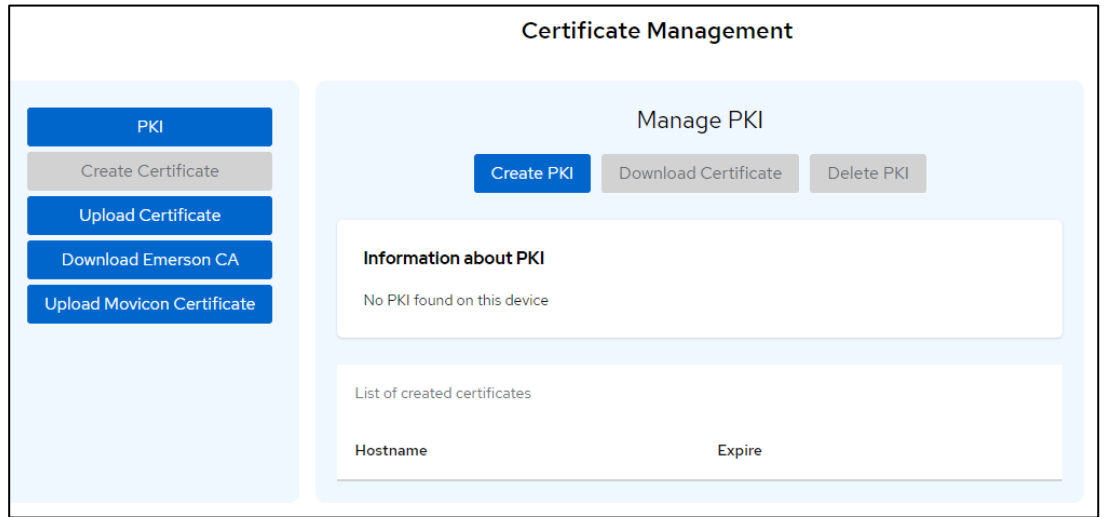 Certificate Management
PKI
Create Certificate
Upload Certificate
Download Emerson CA
Upload Movicon Certificate
Manage PKI
Create PKI Download Certificate Delete PKI
Information about PKI
No PKI found on this device
List of created certificates
Hostname Expire